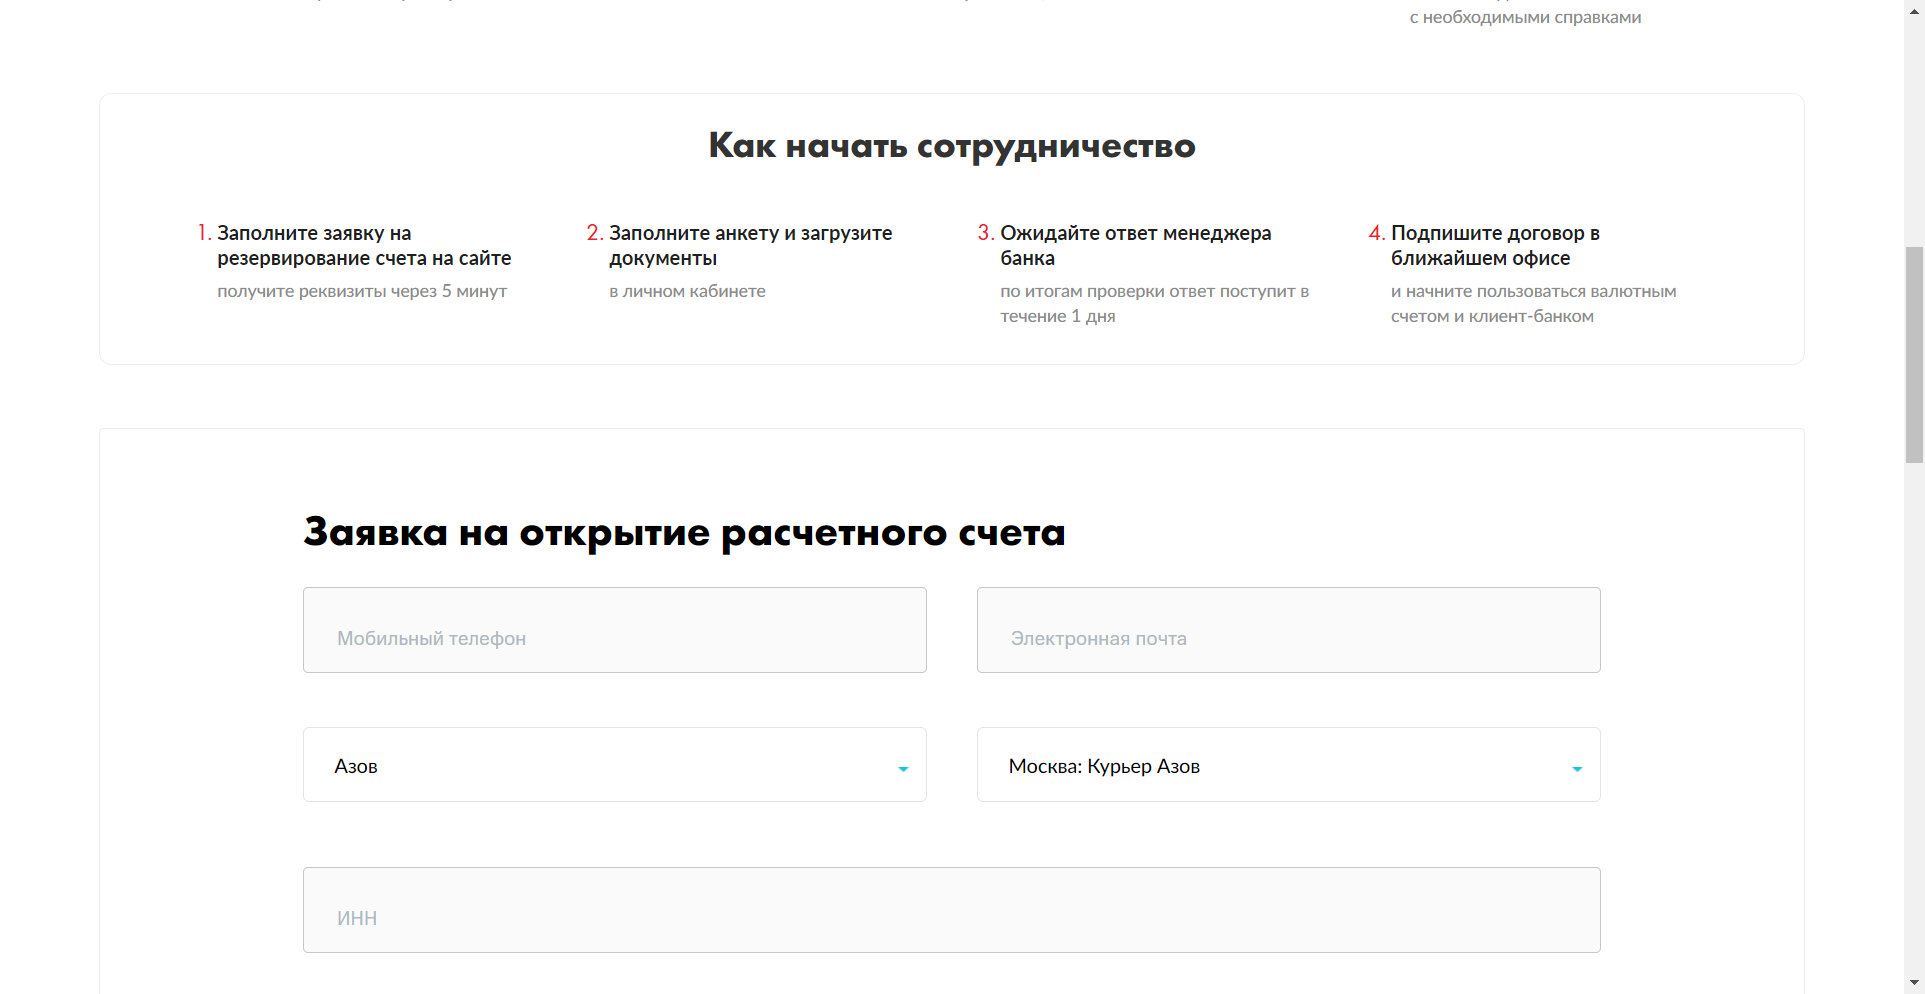 с необходимыми справками
Как начать сотрудничество
1. Заполните заявку на
резервирование счета на сайте
получите реквизиты через 5 минут
2. Заполните анкету и загрузите
документы
в личном кабинете
3. Ожидайте ответ менеджера
банка
по итогам проверки ответ поступит в
течение 1 дня
4. Подпишите договор в
ближайшем офисе
и начните пользоваться валютным
счетом и клиент-банком
Заявка на открытие расчетного счета
Мобильный телефон
Электронная почта
Азов
Москва: Курьер Азов
ИНН